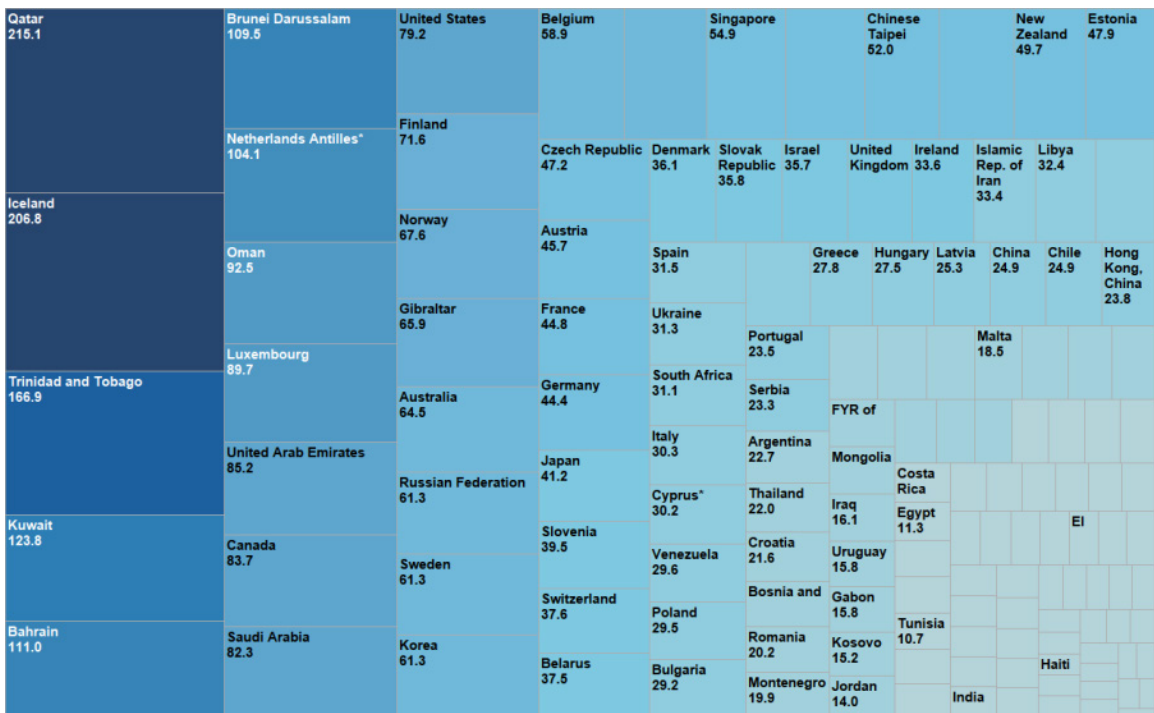 Qatar
215.1
Iceland
206.8
Trinidad and Tobago
166.9
Kuwait
123.8
Bahrain
111.0
Brunei Darussalam
109.5
Netherlands Antilles*
104.1
Oman
92.5
Luxembourg
89.7
United Arab Emirates
85.2
Canada
83.7
Saudi Arabia
82.3
United States
79.2
Finland
71.6
Norway
67.6
Gibraltar
65.9
Australia
64.5
Russian Federation
61.3
Sweden
61.3
Korea
61.3
Belgium
58.9
Singapore
54.9
Chinese
Taipei
52.0
New
Zealand
49.7
Estonia
47.9
Czech Republic
47.2
Austria
45.7
France
44.8
Germany
44.4
Japan
41.2
Slovenia
39.5
Switzerland
37.6
Belarus
37.5
Denmark
36.1
Slovak
Republic
35.8
Israel
35.7
United
Kingdom
Ireland
33.6
Islamic
Rep. of
Iran
33.4
Libya
32.4
Spain
31.5
Ukraine
31.3
South Africa
31.1
Italy
30.3
Cyprus*
30.2
Venezuela
29.6
Poland
29.5
Bulgaria
29.2
Greece
27.8
Hungary
27.5
Latvia
25.3
China
24.9
Chile
24.9
Hong
Kong,
China
23.8
Portugal
23.5
Serbia
23.3
Argentina
22.7
Thailand
22.0
Croatia
21.6
Bosnia and
Romania
20.2
Montenegro
19.9
Malta
18.5
FYR of
Mongolia
Iraq
16.1
Uruguay
15.8
Gabon
15.8
Kosovo
15.2
Jordan
14.0
Costa
Rica
Egypt
11.3
Tunisia
10.7
El
Haiti
India